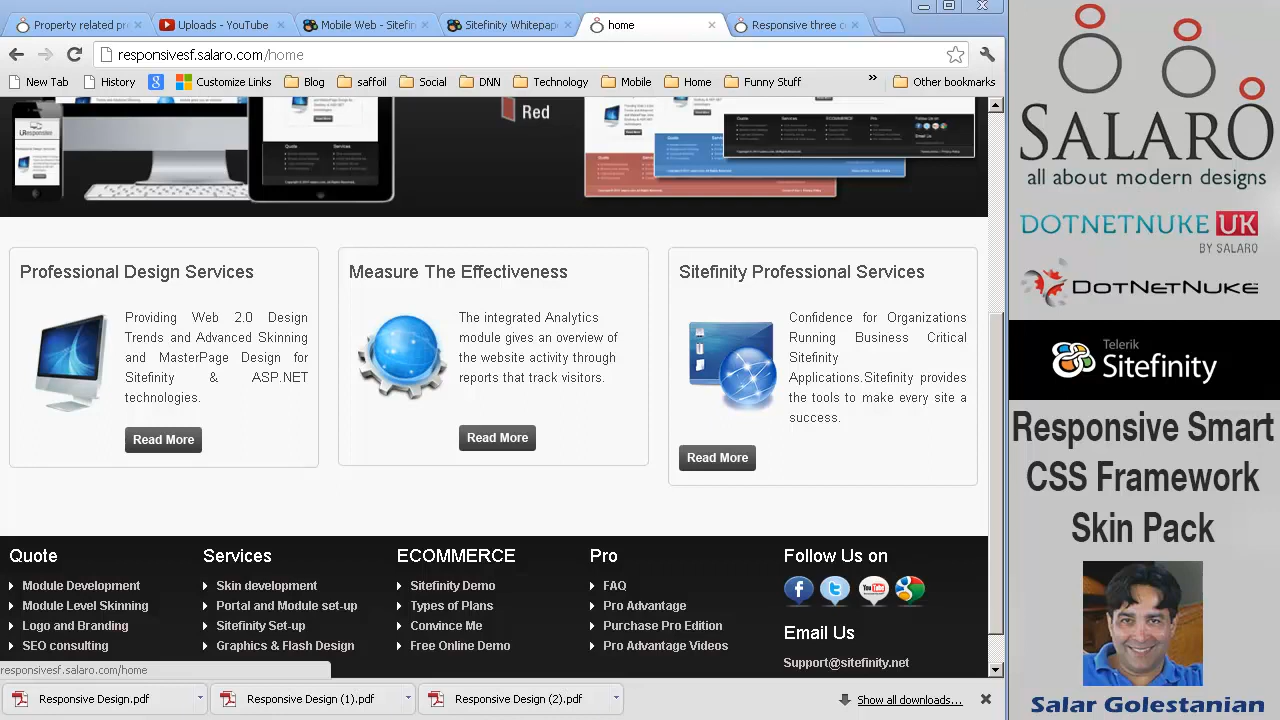 Property related pr
Uploads - YouTube
Mobile Web - Sitefin
Sitefinity Whitepape
home
Responsive three c
responsivesf.salaro.com/home
New Tab
History
Customize Links
Blog
saffoil
Social
DNN
Technology
Mobile
Home
My Stuff
Other bookmarks
Red
Quote
Services
Professional Design Services
Providing Web 2.0 Design
Trends and Advanced Skinning
and MasterPage Design for
Sitefinity & ASP.NET
technologies.
Read More
Measure The Effectiveness
The integrated Analytics
module gives an overview of
the website activity through
reports that track visitors.
Read More
Sitefinity Professional Services
Confidence for Organizations
Running Business Critical
Sitefinity
Applications.Sitefinity provides
the tools to make every site a
success.
Read More
Quote
Module Development
Module Level Skinning
Logo and Branding
SEO consulting
Services
Skin development
Portal and module set-up
Sitefinity Set-up
Graphics & Flash Design
ECOMMERCE
Sitefinity Demo
Types of Plans
Convince Me
Free Online Demo
Pro
FAQ
Pro Advantage
Purchase Pro Edition
Pro Advantage Videos
Follow Us on
Email Us
Support@sitefinity.net
responsivesf.salaro.com/home
Responsive Design.pdf
Responsive Design (1).pdf
Responsive Design (2).pdf
Show all downloads...
SALARO
all about modern designs
DOTNETNUKE UK
BY SALARO
DOTNETNUKE
Telerik
Sitefinity
Responsive Smart
CSS Framework
Skin Pack
Salar Golestanian